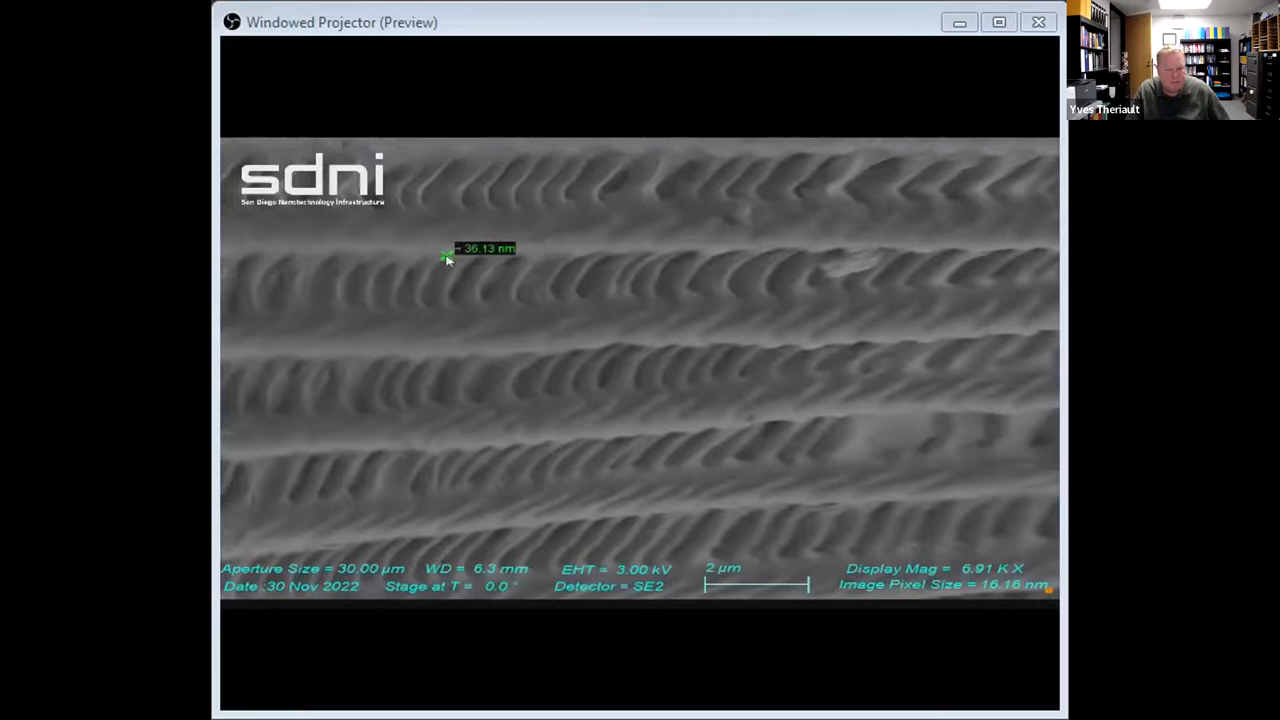 Windowed Projector (Preview)
Yves Theriault
sdni
San Diego Nanotechnology Infrastructure
36.13 nm
Aperture Size = 30.00 µm WD = 6.3 mm EHT = 3.00 kV 2 µm Display Mag = 6.91 K X
Date :30 Nov 2022 Stage at T = 0.0 ° Detector = SE2 Image Pixel Size = 16.16 nm